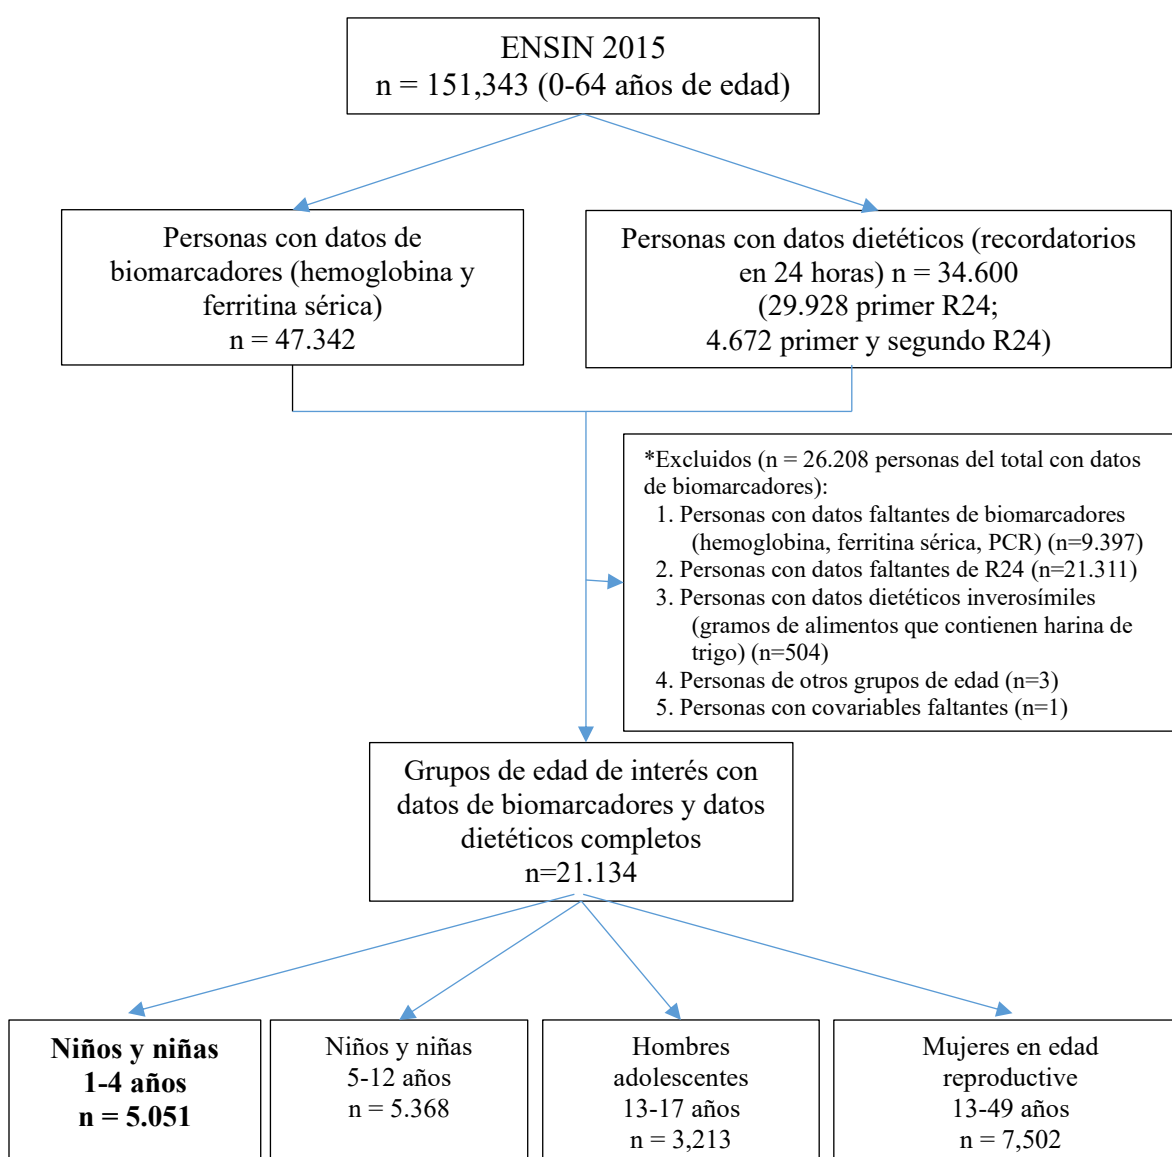 ENSIN 2015
n = 151,343 (0-64 años de edad)
Personas con datos de
biomarcadores (hemoglobina y
ferritina sérica)
n = 47.342
Personas con datos dietéticos (recordatorios
en 24 horas) n = 34.600
(29.928 primer R24;
4.672 primer y segundo R24)
*Excluidos (n = 26.208 personas del total con datos
de biomarcadores):
1. Personas con datos faltantes de biomarcadores
(hemoglobina, ferritina sérica, PCR) (n=9.397)
2. Personas con datos faltantes de R24 (n=21.311)
3. Personas con datos dietéticos inverosímiles
(gramos de alimentos que contienen harina de
trigo) (n=504)
4. Personas de otros grupos de edad (n=3)
5. Personas con covariables faltantes (n=1)
Grupos de edad de interés con
datos de biomarcadores y datos
dietéticos completos
n=21.134
Niños y niñas
1-4 años
n = 5.051
Niños y niñas
5-12 años
n = 5.368
Hombres
adolescentes
13-17 años
n = 3,213
Mujeres en edad
reproductive
13-49 años
n = 7,502